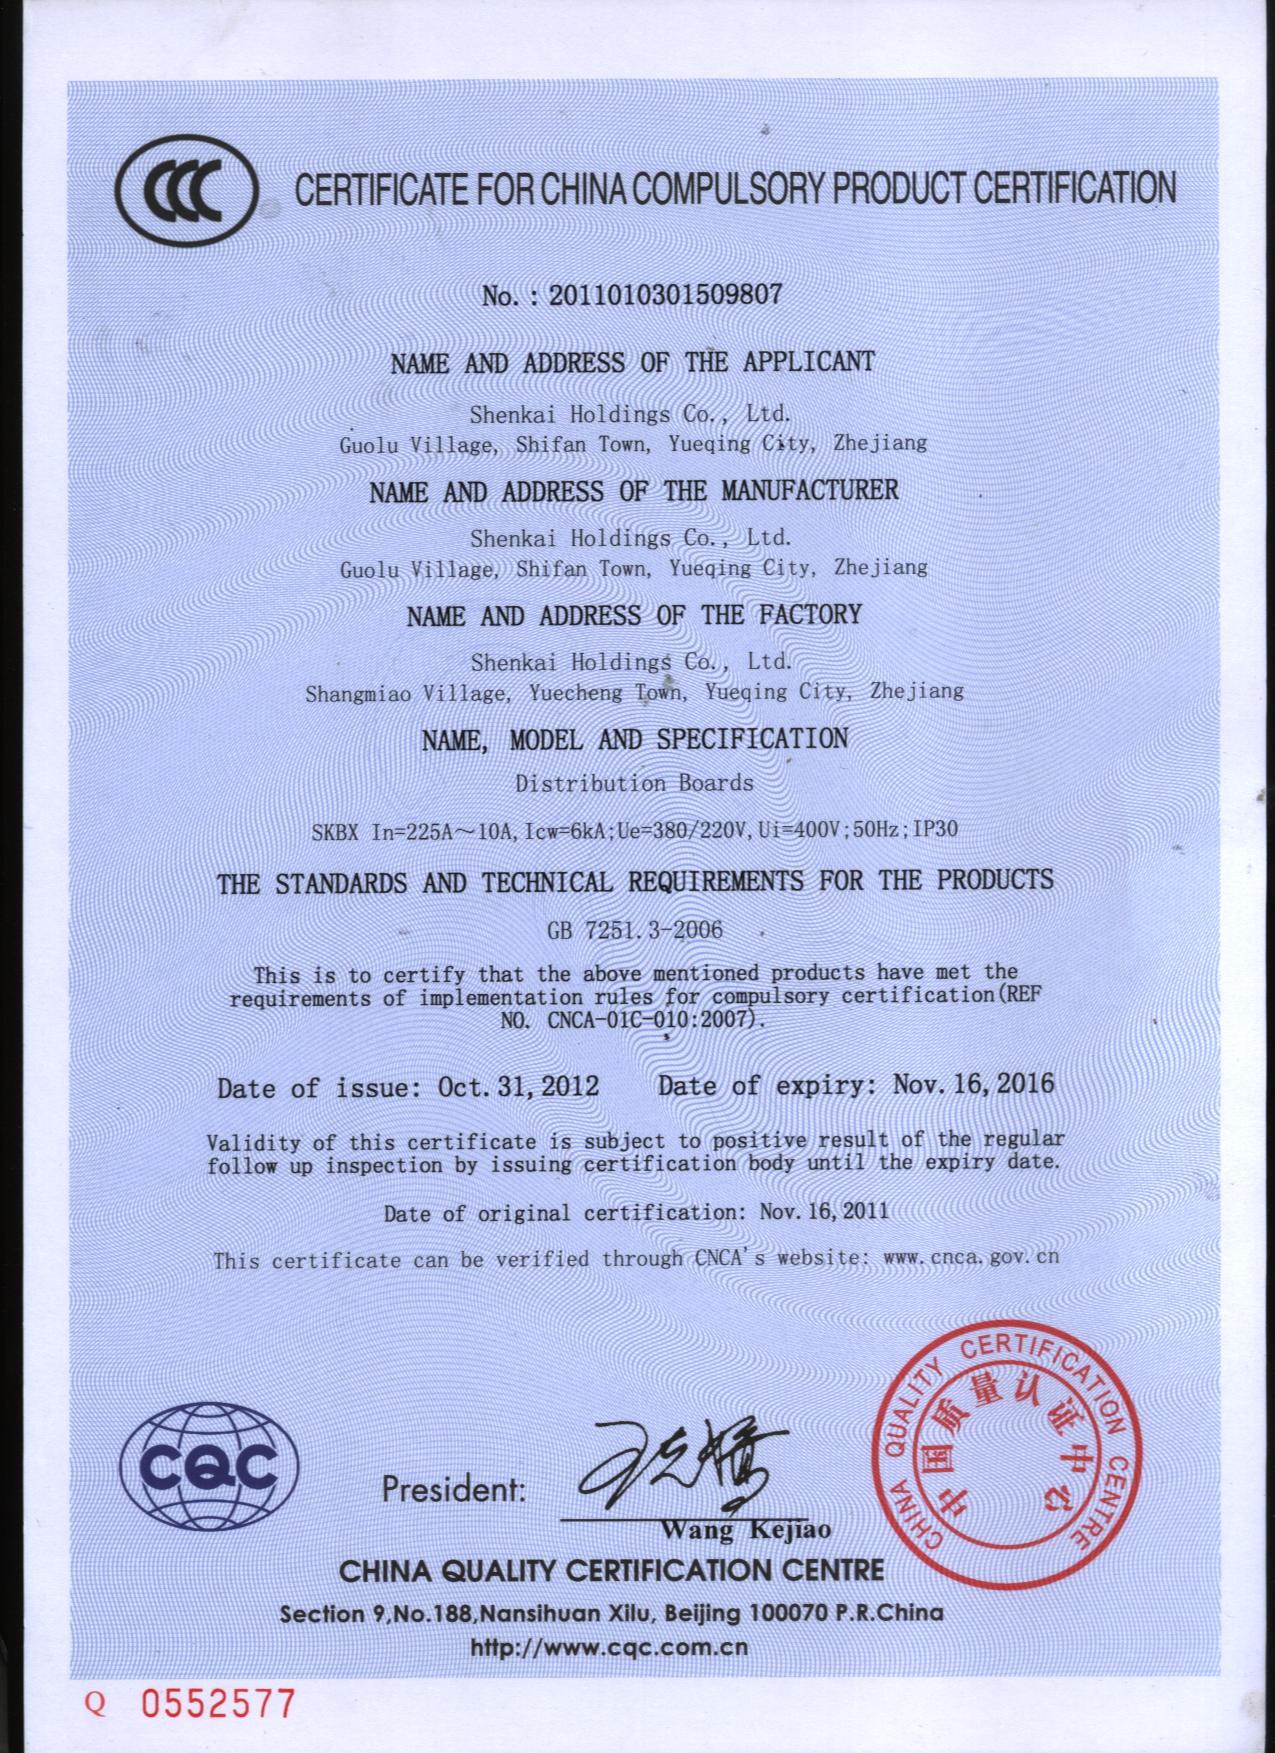 CCC
CERTIFICATE FOR CHINA COMPULSORY PRODUCT CERTIFICATION
No. : 2011010301509807
NAME AND ADDRESS OF THE APPLICANT
Shenkai Holdings Co., Ltd.
Guolu Village, Shifan Town, Yueqing City, Zhejiang
NAME AND ADDRESS OF THE MANUFACTURER
Shenkai Holdings Co., Ltd.
Guolu Village, Shifan Town, Yueqing City, Zhejiang
NAME AND ADDRESS OF THE FACTORY
Shenkai Holdings Co., Ltd.
Shangmiao Village, Yuecheng Town, Yueqing City, Zhejiang
NAME, MODEL AND SPECIFICATION
Distribution Boards
SKBX In=225A～10A,Icw=6kA;Ue=380/220V,Ui=400V;50Hz;IP30
THE STANDARDS AND TECHNICAL REQUIREMENTS FOR THE PRODUCTS
GB 7251.3-2006
This is to certify that the above mentioned products have met the
requirements of implementation rules for compulsory certification(REF
NO. CNCA-01C-010:2007).
Date of issue: Oct.31,2012 Date of expiry: Nov.16,2016
Validity of this certificate is subject to positive result of the regular
follow up inspection by issuing certification body until the expiry date.
Date of original certification: Nov.16,2011
This certificate can be verified through CNCA's website: www.cnca.gov.cn
CHINA QUALITY CERTIFICATION CENTRE
中国质量认证中心
CQC
President:
王克娇
Wang Kejiao
CHINA QUALITY CERTIFICATION CENTRE
Section 9,No.188,Nansihuan Xilu, Beijing 100070 P.R.China
http://www.cqc.com.cn
Q 0552577